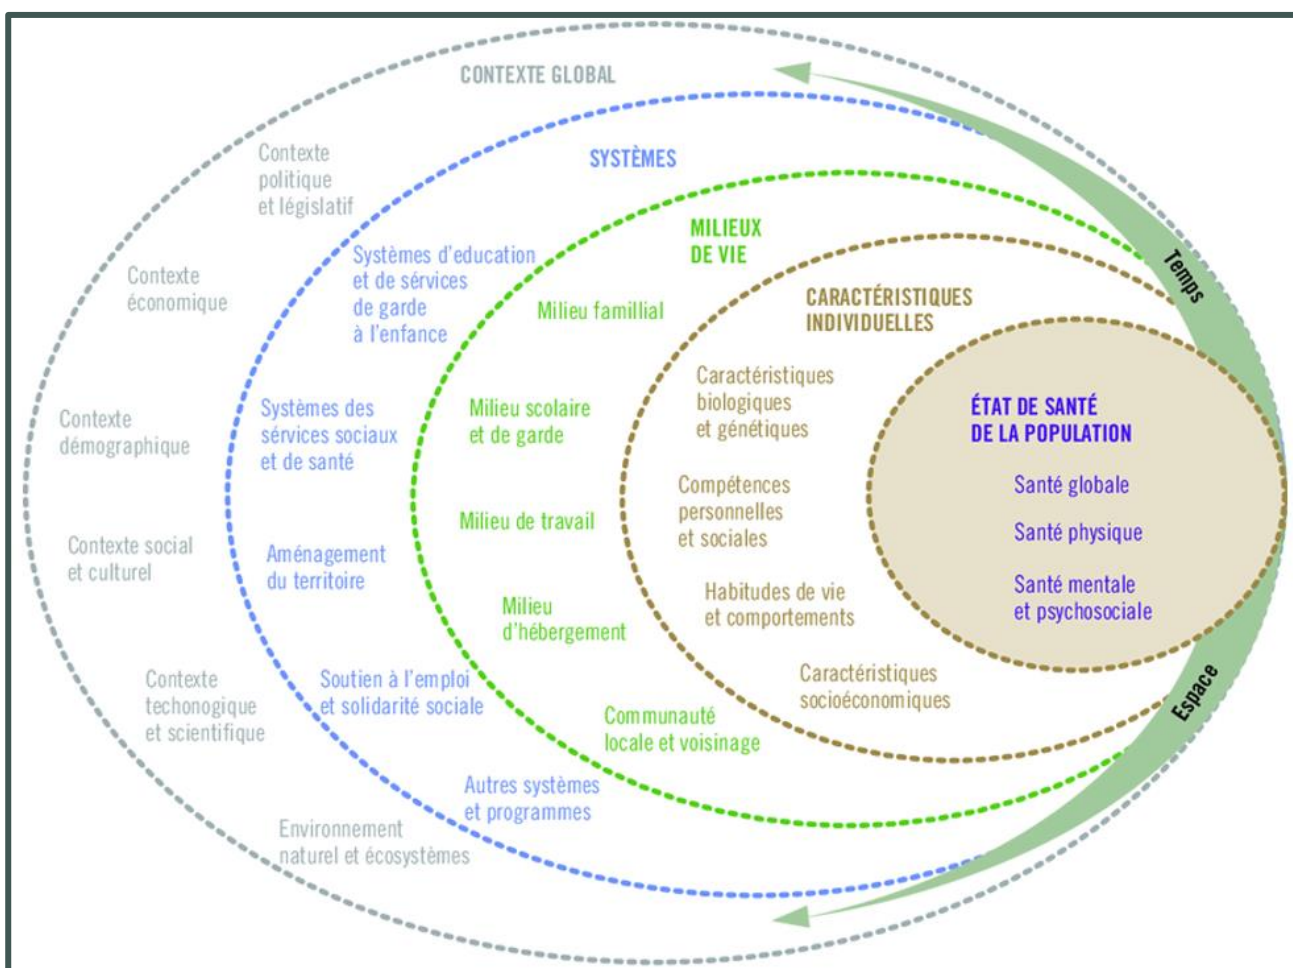 CONTEXTE GLOBAL
Contexte
politique
et législatif
Contexte
économique
Contexte
démographique
Contexte social
et culturel
Contexte
techonogique
et scientifique
Environnement
naturel et écosystèmes
SYSTÈMES
Systèmes d'education
et de sérvices
de garde
à l'enfance
Systèmes des
sérvices sociaux
et de santé
Aménagement
du territoire
Soutien à l'emploi
et solidarité sociale
Autres systèmes
et programmes
MILIEUX
DE VIE
Milieu famillial
Milieu scolaire
et de garde
Milieu de travail
Milieu
d'hébergement
Communauté
locale et voisinage
CARACTÉRISTIQUES
INDIVIDUELLES
Caractéristiques
biologiques
et génétiques
Compétences
personnelles
et sociales
Habitudes de vie
et comportements
Caractéristiques
socioéconomiques
ÉTAT DE SANTÉ
DE LA POPULATION
Santé globale
Santé physique
Santé mentale
et psychosociale
Temps
Espace